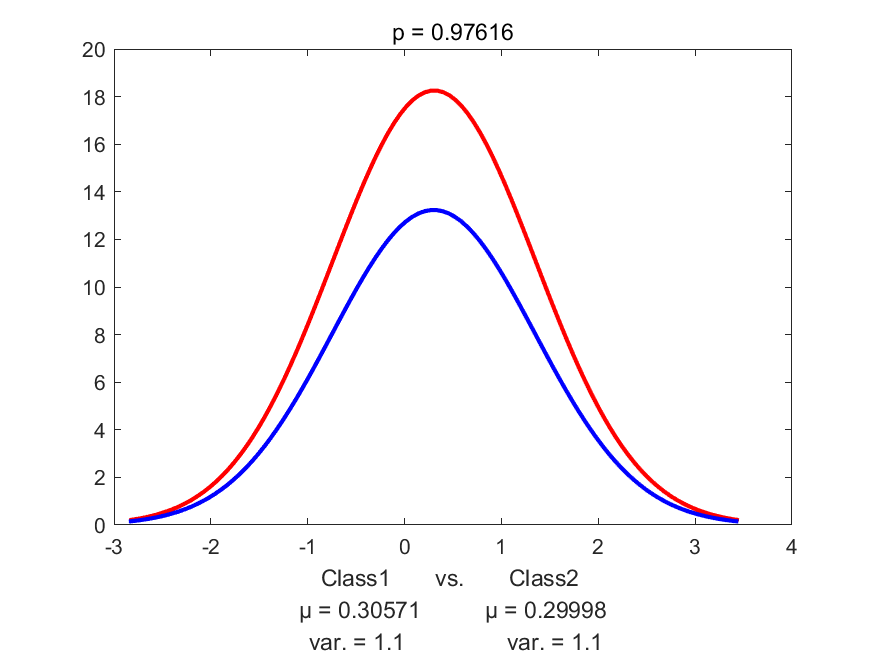 p = 0.97616
20
18
16
14
12
10
8
6
4
2
0
-3 -2 -1 0 1 2 3 4
Class1 vs. Class2
μ = 0.30571 μ = 0.29998
var. = 1.1 var. = 1.1